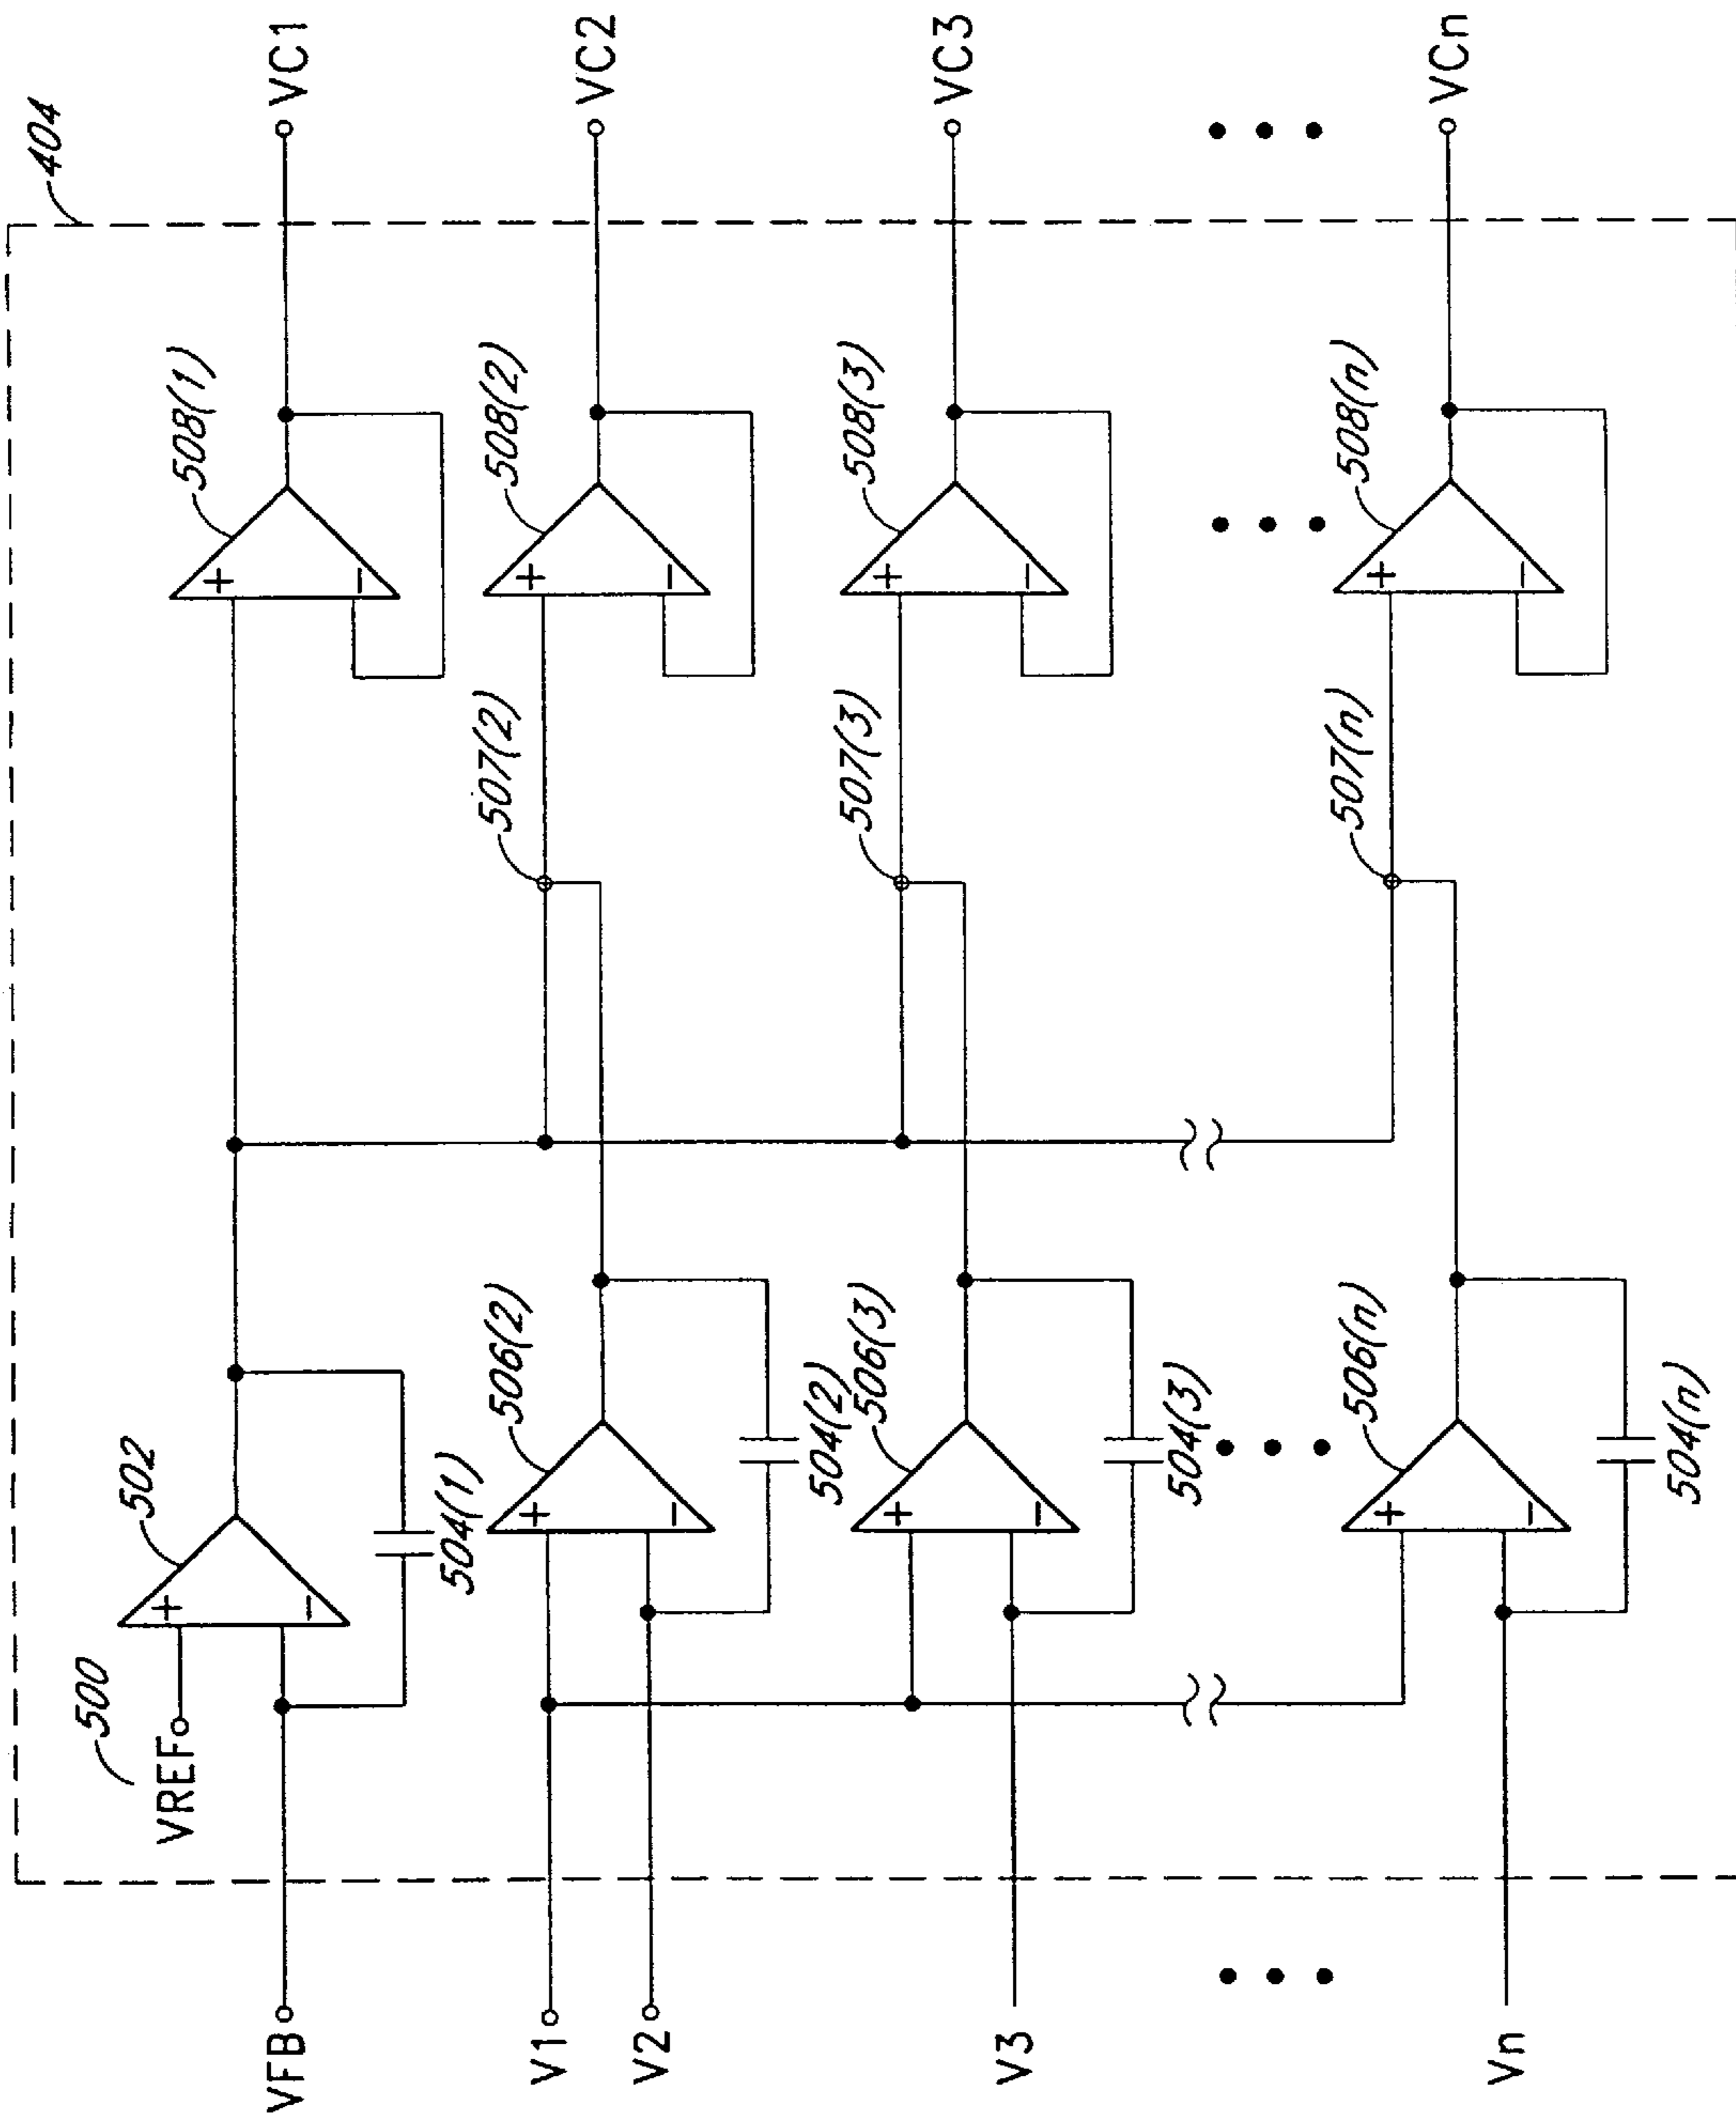 404
500
VREF
502
504(1)
508(1)
VFB
VC1
506(2)
504(2)
507(2)
508(2)
V1
V2
VC2
506(3)
504(3)
507(3)
508(3)
V3
VC3
506(n)
504(n)
507(n)
508(n)
Vn
VCn